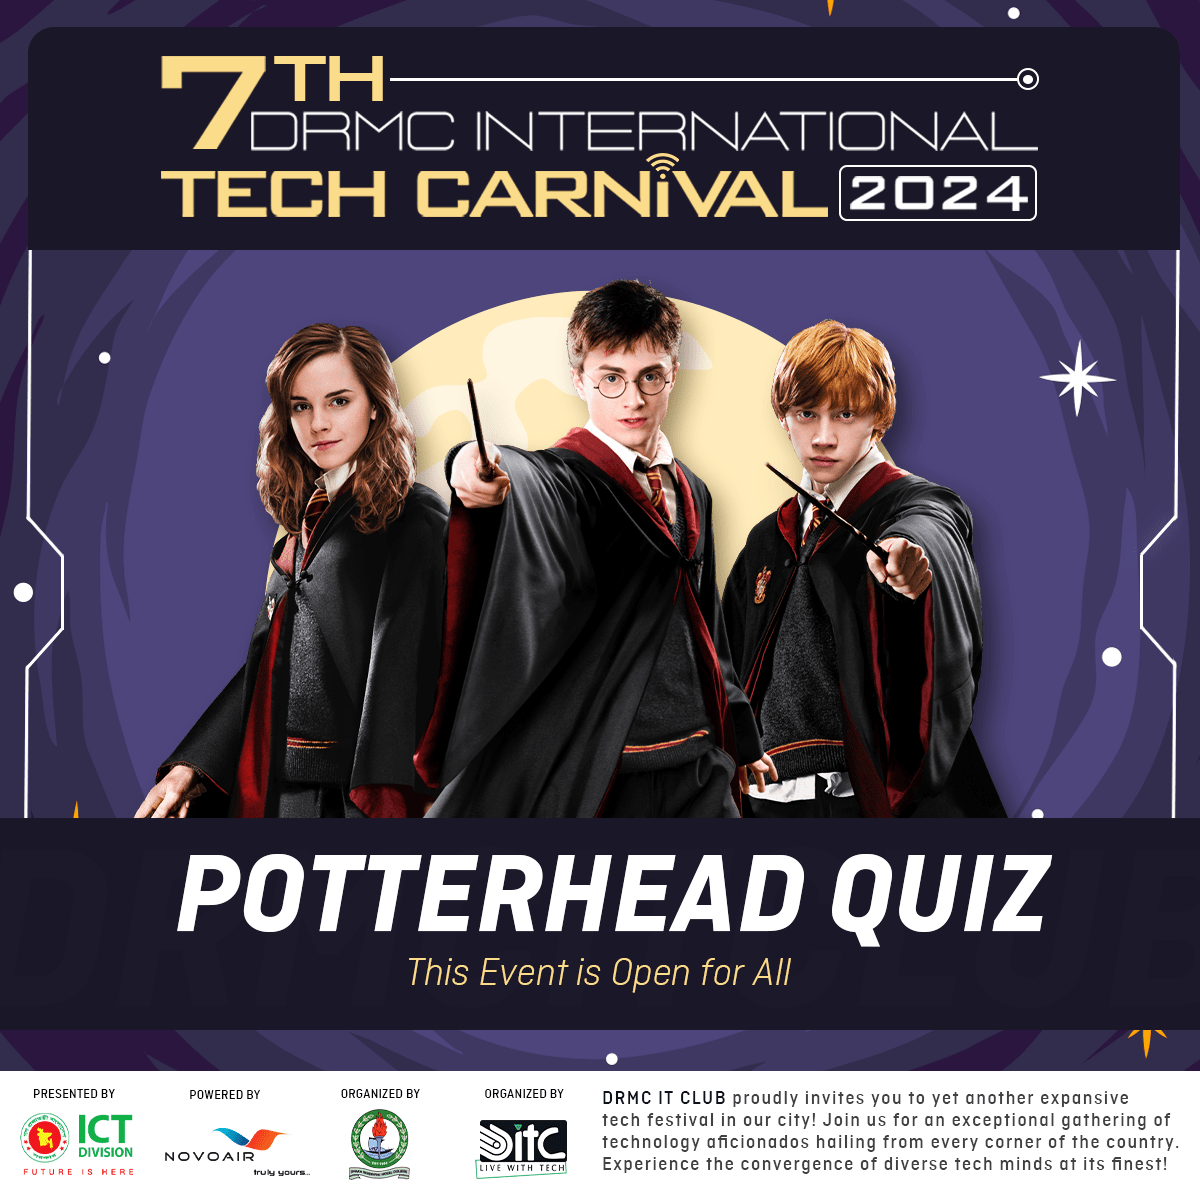 7TH
DRMC INTERNATIONAL
TECH CARNIVAL 2024
POTTERHEAD QUIZ
This Event is Open for All
PRESENTED BY
ICT
DIVISION
FUTURE IS HERE
POWERED BY
NOVOAIR
truly yours...
ORGANIZED BY
ORGANIZED BY
DITC
LIVE WITH TECH
DRMC IT CLUB proudly invites you to yet another expansive
tech festival in our city! Join us for an exceptional gathering of
technology aficionados hailing from every corner of the country.
Experience the convergence of diverse tech minds at its finest!